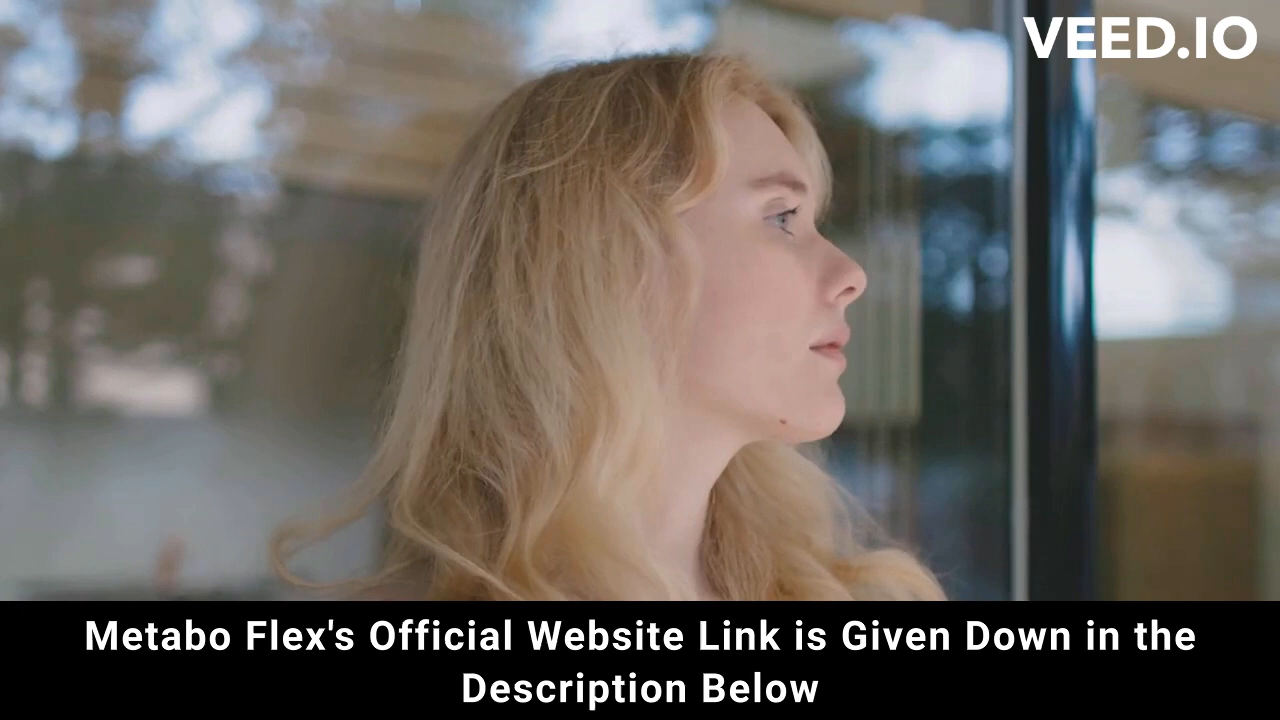 VEED.IO
Metabo Flex's Official Website Link is Given Down in the
Description Below